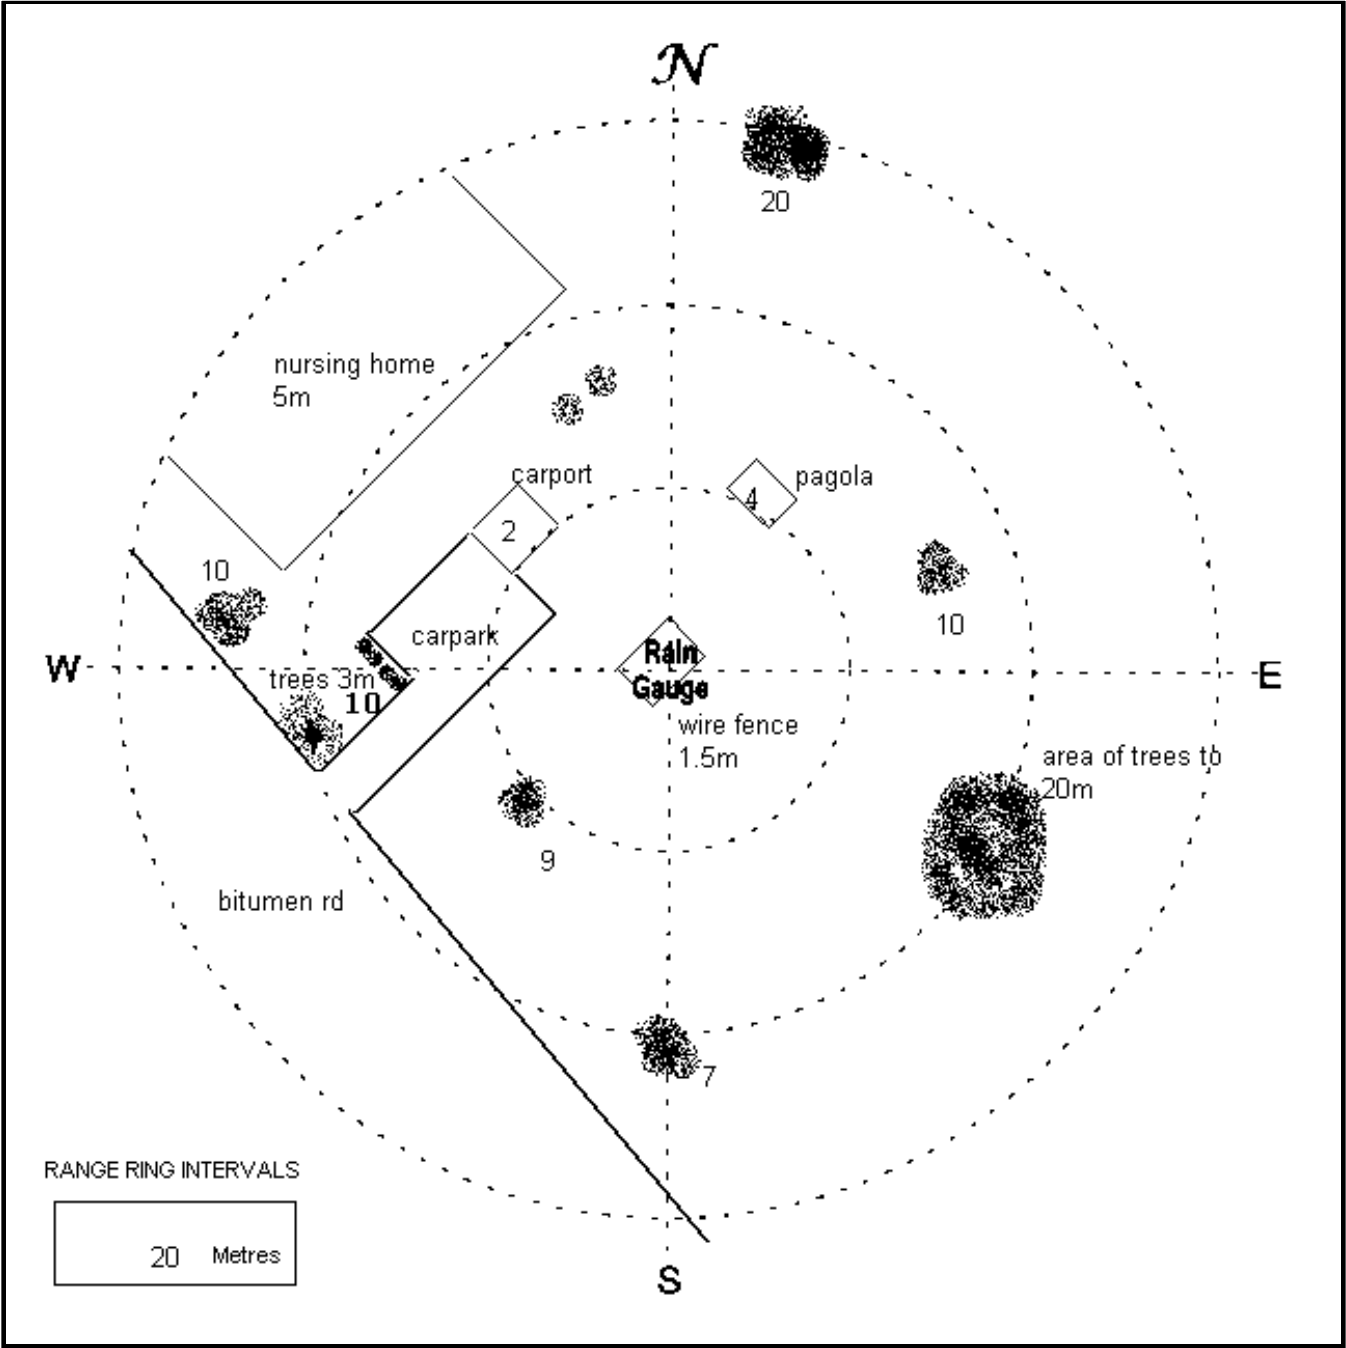 N
20
nursing home
5m
carport
pagola
4
2
10
10
carpark
Rain
Gauge
W
E
trees 3m
10
wire fence
1.5m
area of trees to
20m
9
bitumen rd
7
RANGE RING INTERVALS
20 Metres
S